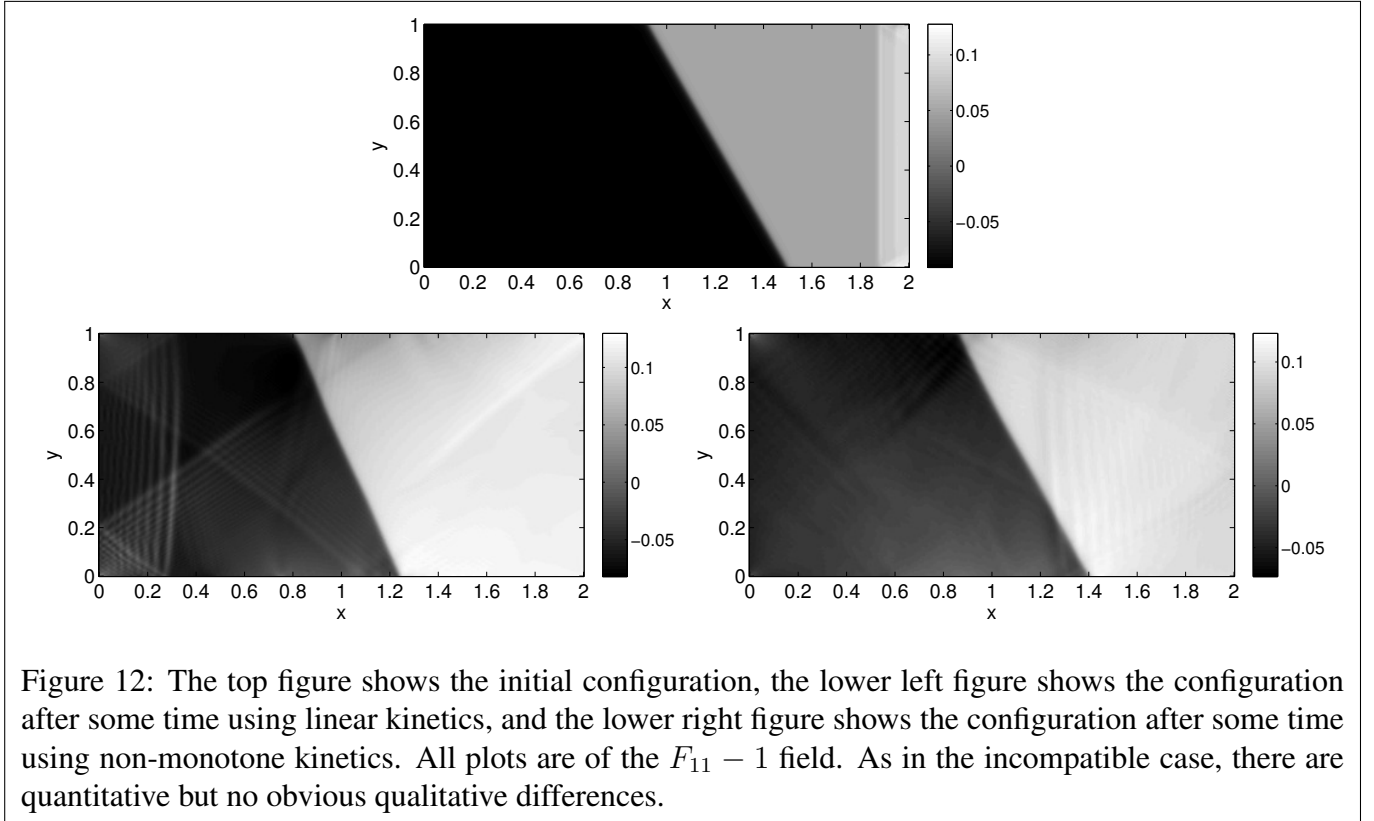 1
0.8
0.6
0.4
0.2
0
y
0 0.2 0.4 0.6 0.8 1 1.2 1.4 1.6 1.8 2
x
0.1
0.05
0
−0.05
1
0.8
0.6
0.4
0.2
0
y
0 0.2 0.4 0.6 0.8 1 1.2 1.4 1.6 1.8 2
x
0.1
0.05
0
−0.05
1
0.8
0.6
0.4
0.2
0
y
0 0.2 0.4 0.6 0.8 1 1.2 1.4 1.6 1.8 2
x
0.1
0.05
0
−0.05
Figure 12: The top figure shows the initial configuration, the lower left figure shows the configuration
after some time using linear kinetics, and the lower right figure shows the configuration after some time
using non-monotone kinetics. All plots are of the F₁₁ − 1 field. As in the incompatible case, there are
quantitative but no obvious qualitative differences.